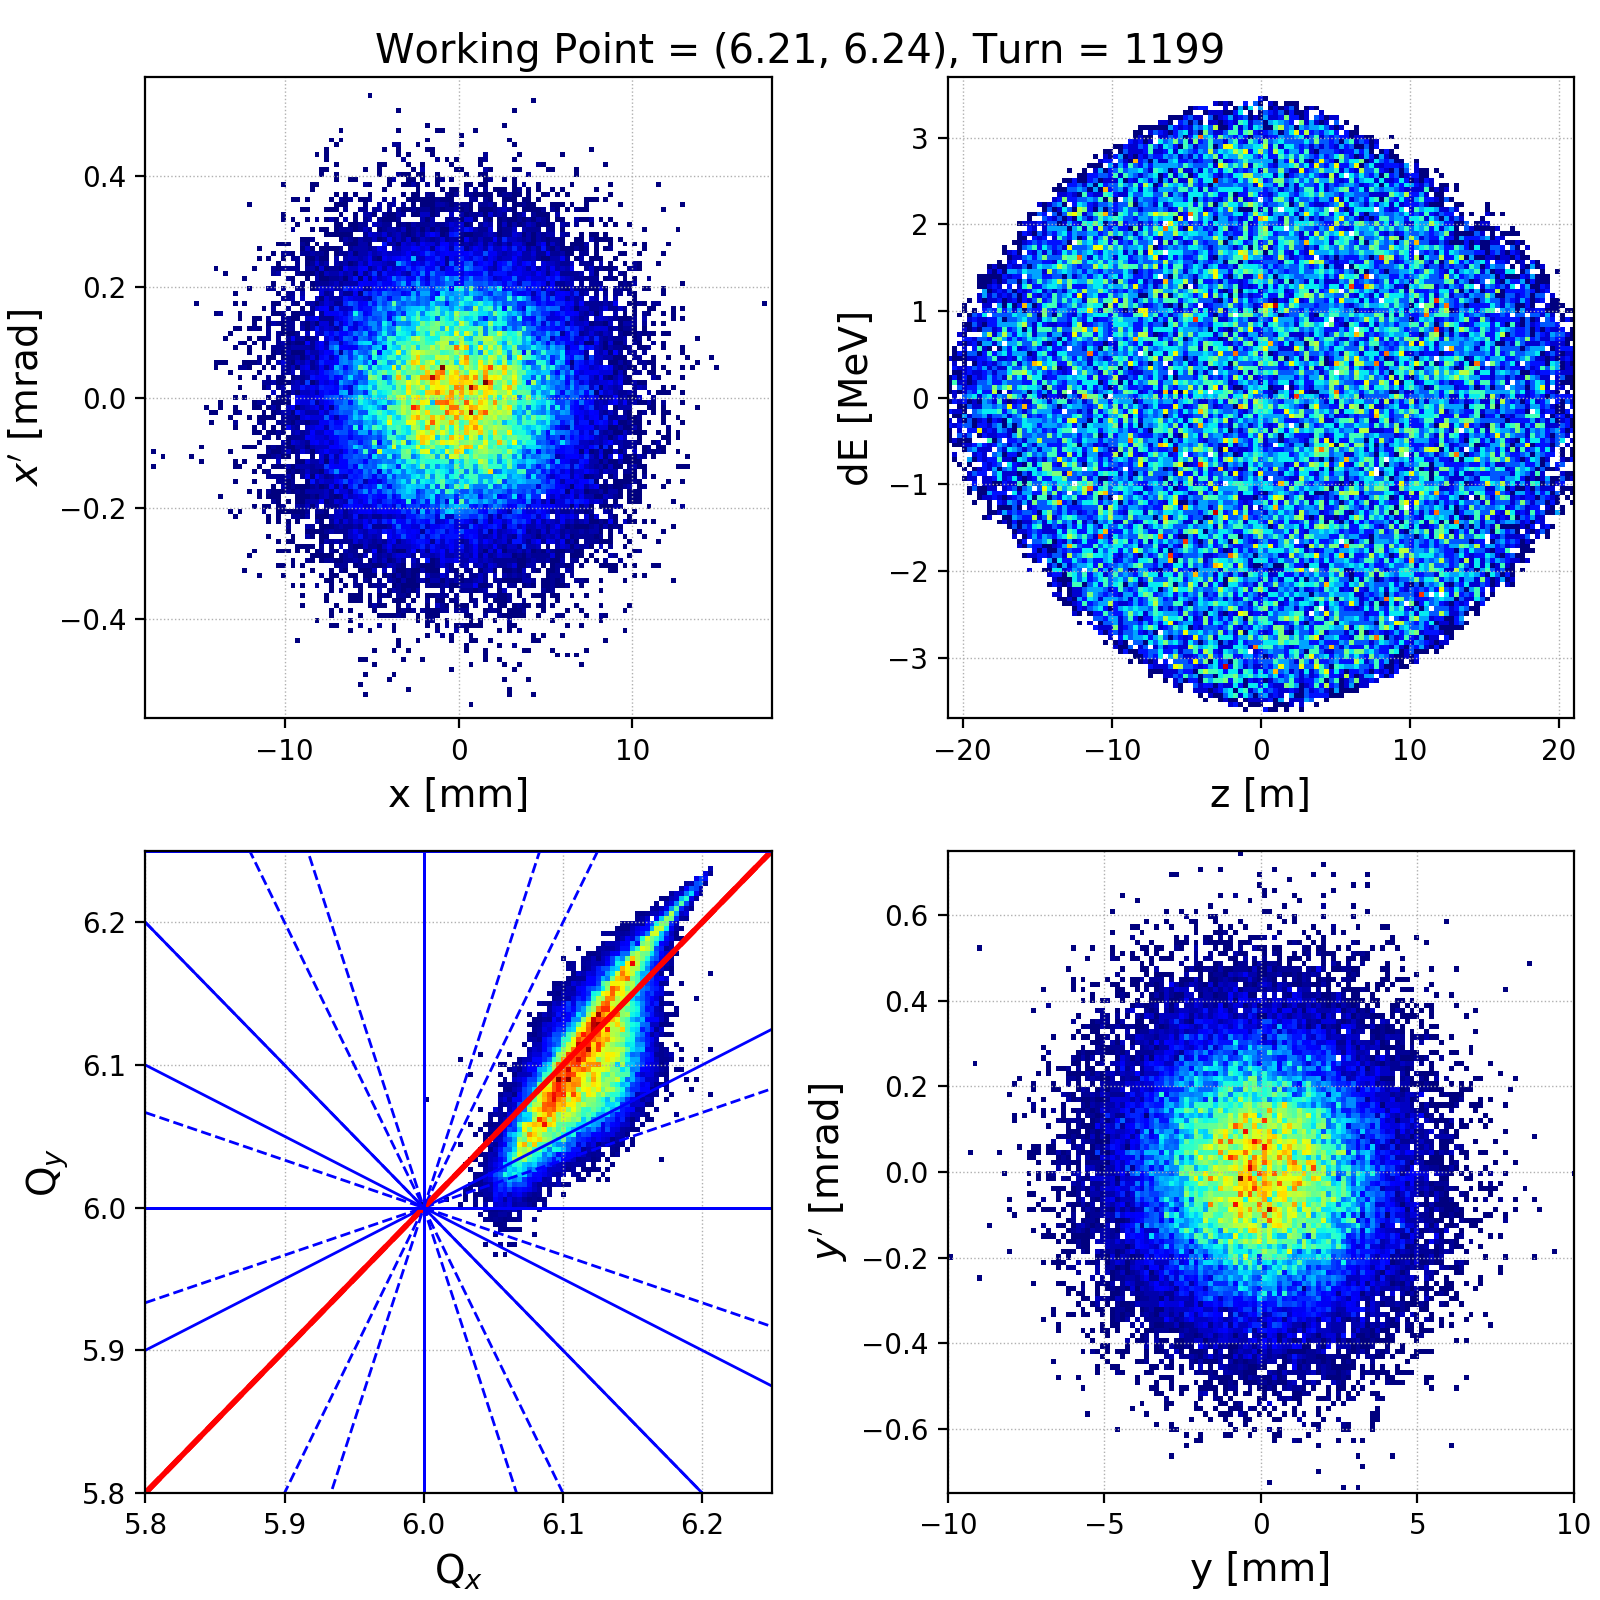 Working Point = (6.21, 6.24), Turn = 1199
0.4
0.2
0.0
−0.2
−0.4
x′ [mrad]
−10 0 10
x [mm]
3
2
1
0
−1
−2
−3
dE [MeV]
−20 −10 0 10 20
z [m]
6.2
6.1
6.0
5.9
5.8
Qy
5.8 5.9 6.0 6.1 6.2
Qx
0.6
0.4
0.2
0.0
−0.2
−0.4
−0.6
y′ [mrad]
−10 −5 0 5 10
y [mm]